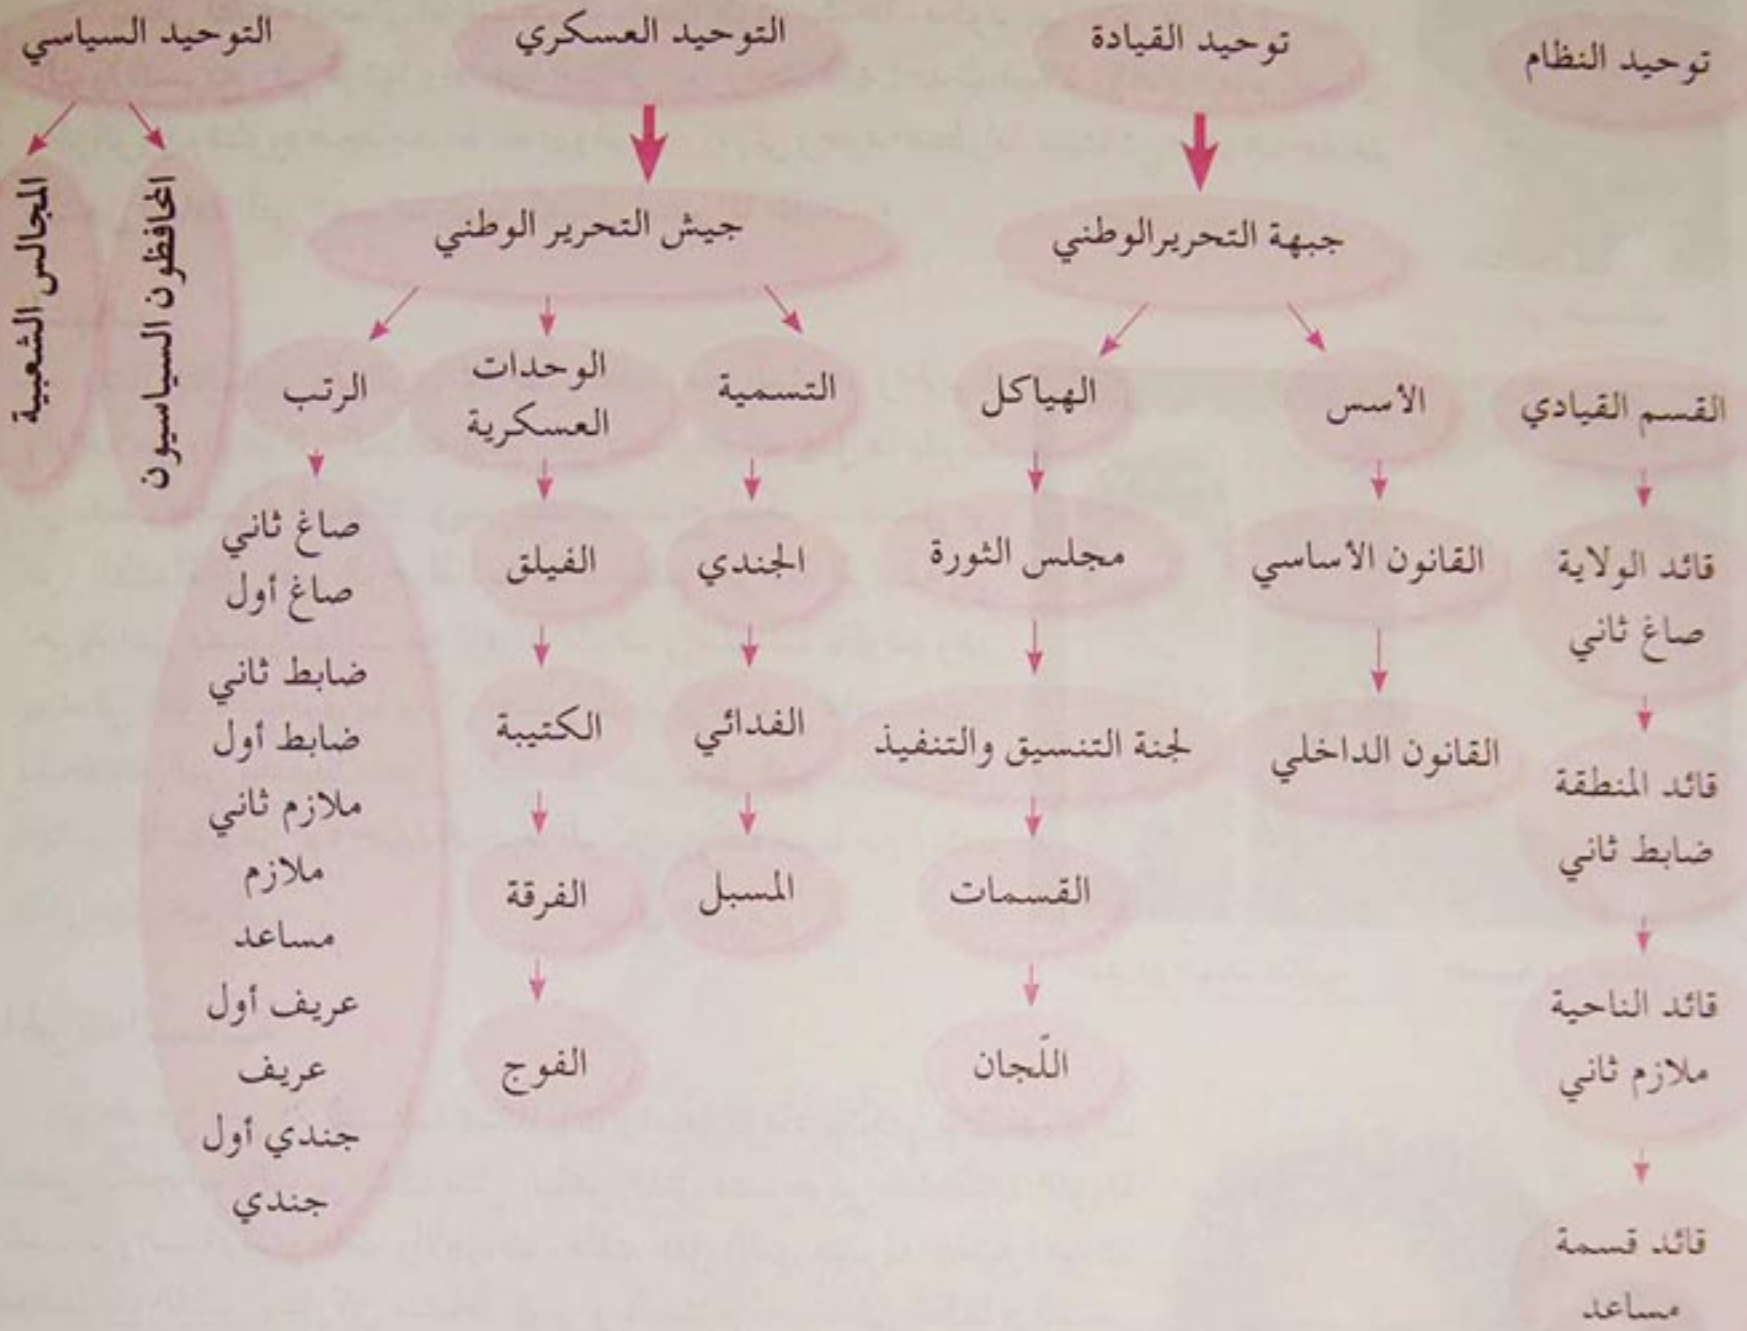 توحيد النظام
توحيد القيادة
التوحيد العسكري
التوحيد السياسي
جبهة التحريرالوطني
جيش التحرير الوطني
المحافظون السياسيون
المجالس الشعبية
القسم القيادي
الأسس
الهياكل
التسمية
الوحدات
العسكرية
الرتب
قائد الولاية
صاغ ثاني
قائد المنطقة
ضابط ثاني
قائد الناحية
ملازم ثاني
قائد قسمة
مساعد
القانون الأساسي
القانون الداخلي
مجلس الثورة
لجنة التنسيق والتنفيذ
القسمات
اللّجان
الجندي
الفدائي
المسبل
الفيلق
الكتيبة
الفرقة
الفوج
صاغ ثاني
صاغ أول
ضابط ثاني
ضابط أول
ملازم ثاني
ملازم
مساعد
عريف أول
عريف
جندي أول
جندي